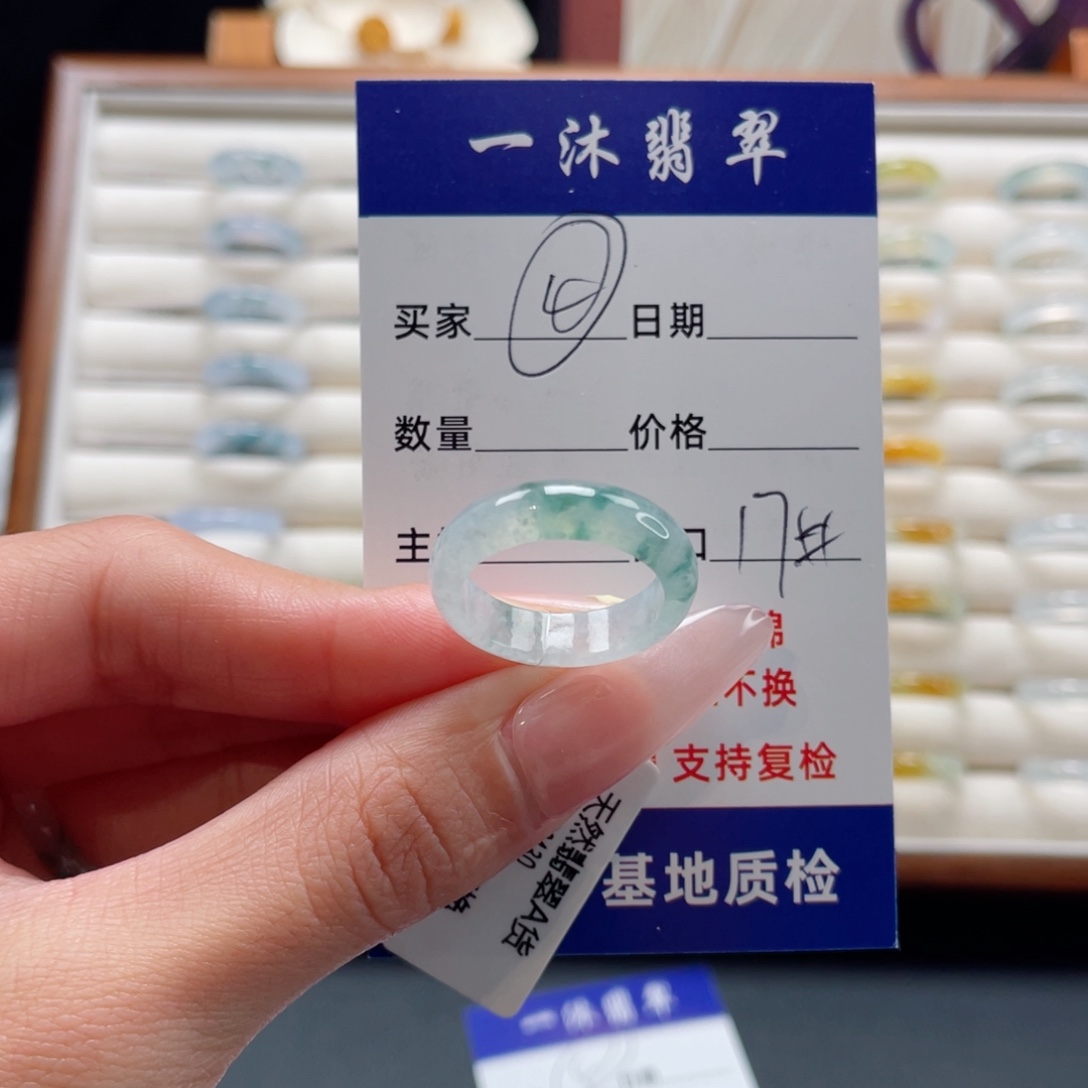 一沐翡翠
买家 日期
数量 价格
主 口 17
不换
支持复检
基地质检
天然翡翠A货
一沐翡翠